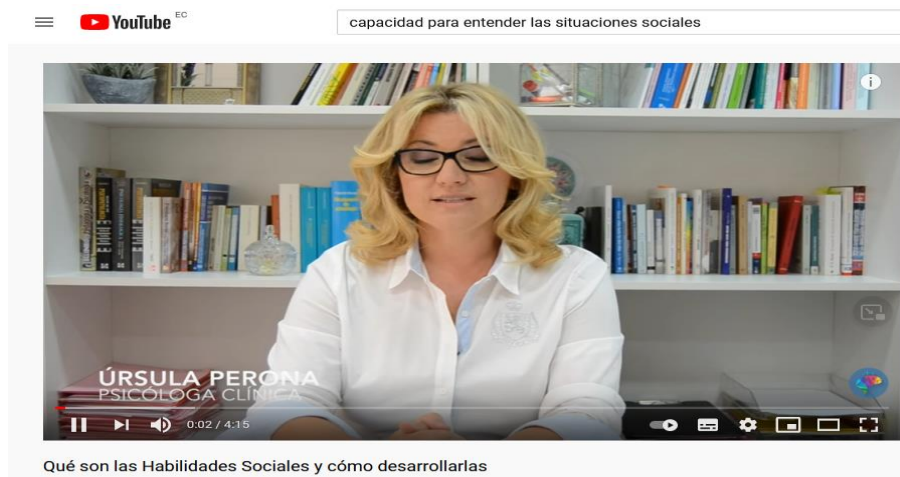 YouTube EC
capacidad para entender las situaciones sociales
ÚRSULA PERONA
PSICÓLOGA CLÍNICA
0:02 / 4:15
Qué son las Habilidades Sociales y cómo desarrollarlas